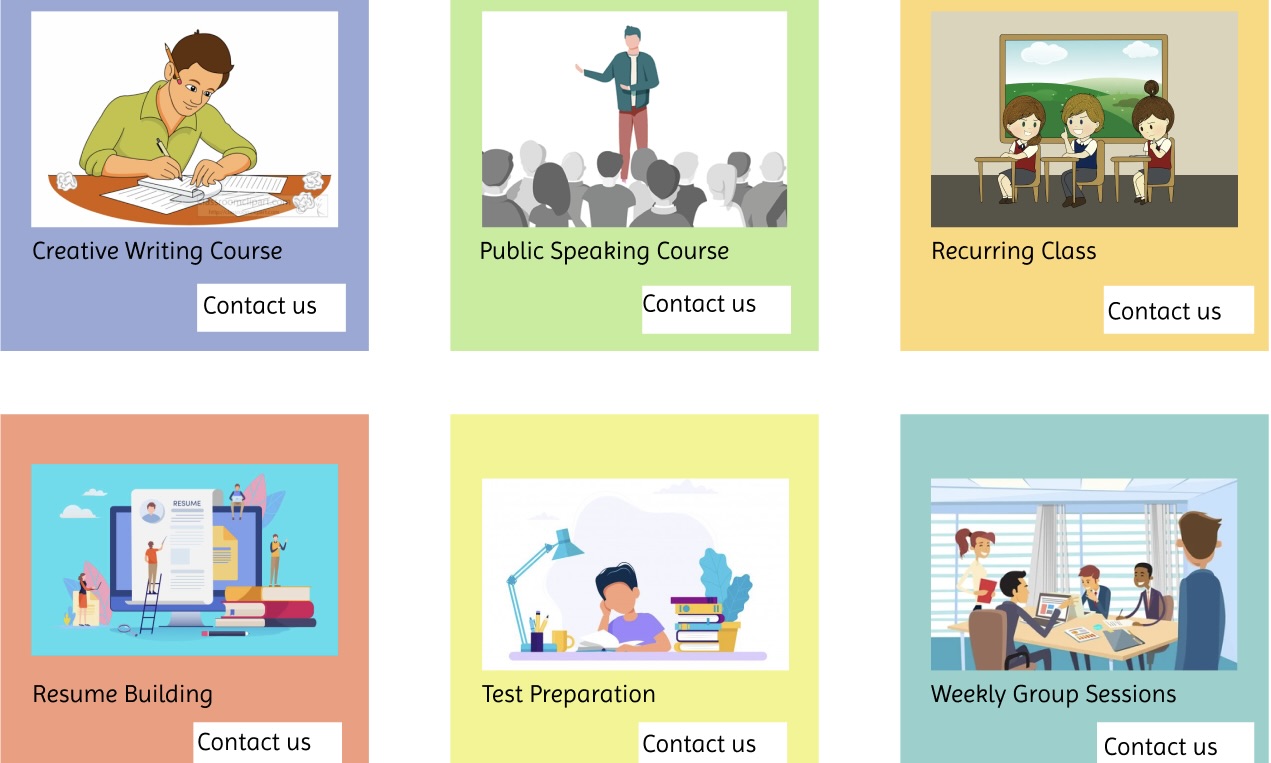 Creative Writing Course
Contact us
Public Speaking Course
Contact us
Recurring Class
Contact us
RESUME
Resume Building
Contact us
Test Preparation
Contact us
Weekly Group Sessions
Contact us